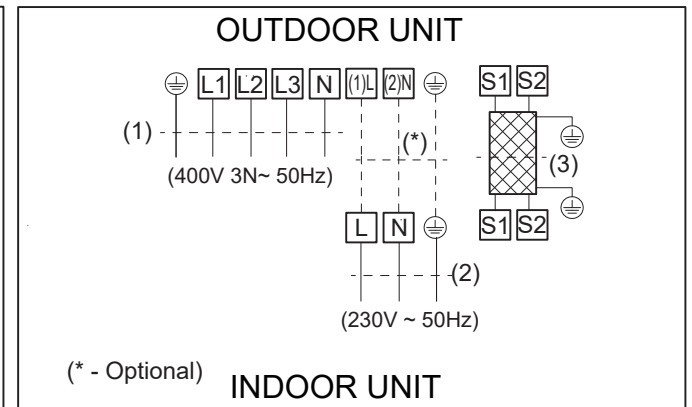 OUTDOOR UNIT
L1 L2 L3 N (1)L (2)N S1 S2
(1) (*) (3)
(400V 3N~ 50Hz)
L N S1 S2
(2)
(230V ~ 50Hz)
(* - Optional)
INDOOR UNIT